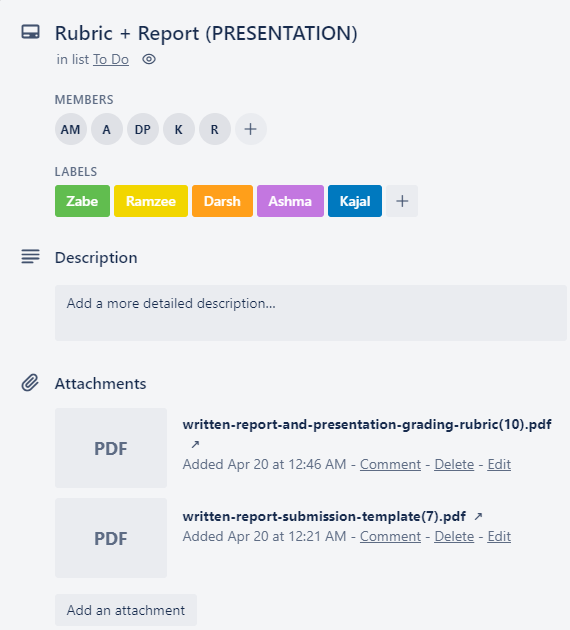 Rubric + Report (PRESENTATION)
in list To Do
MEMBERS
AM A DP K R +
LABELS
Zabe Ramzee Darsh Ashma Kajal +
Description
Add a more detailed description...
Attachments
PDF
written-report-and-presentation-grading-rubric(10).pdf
↗
Added Apr 20 at 12:46 AM - Comment - Delete - Edit
PDF
written-report-submission-template(7).pdf ↗
Added Apr 20 at 12:21 AM - Comment - Delete - Edit
Add an attachment